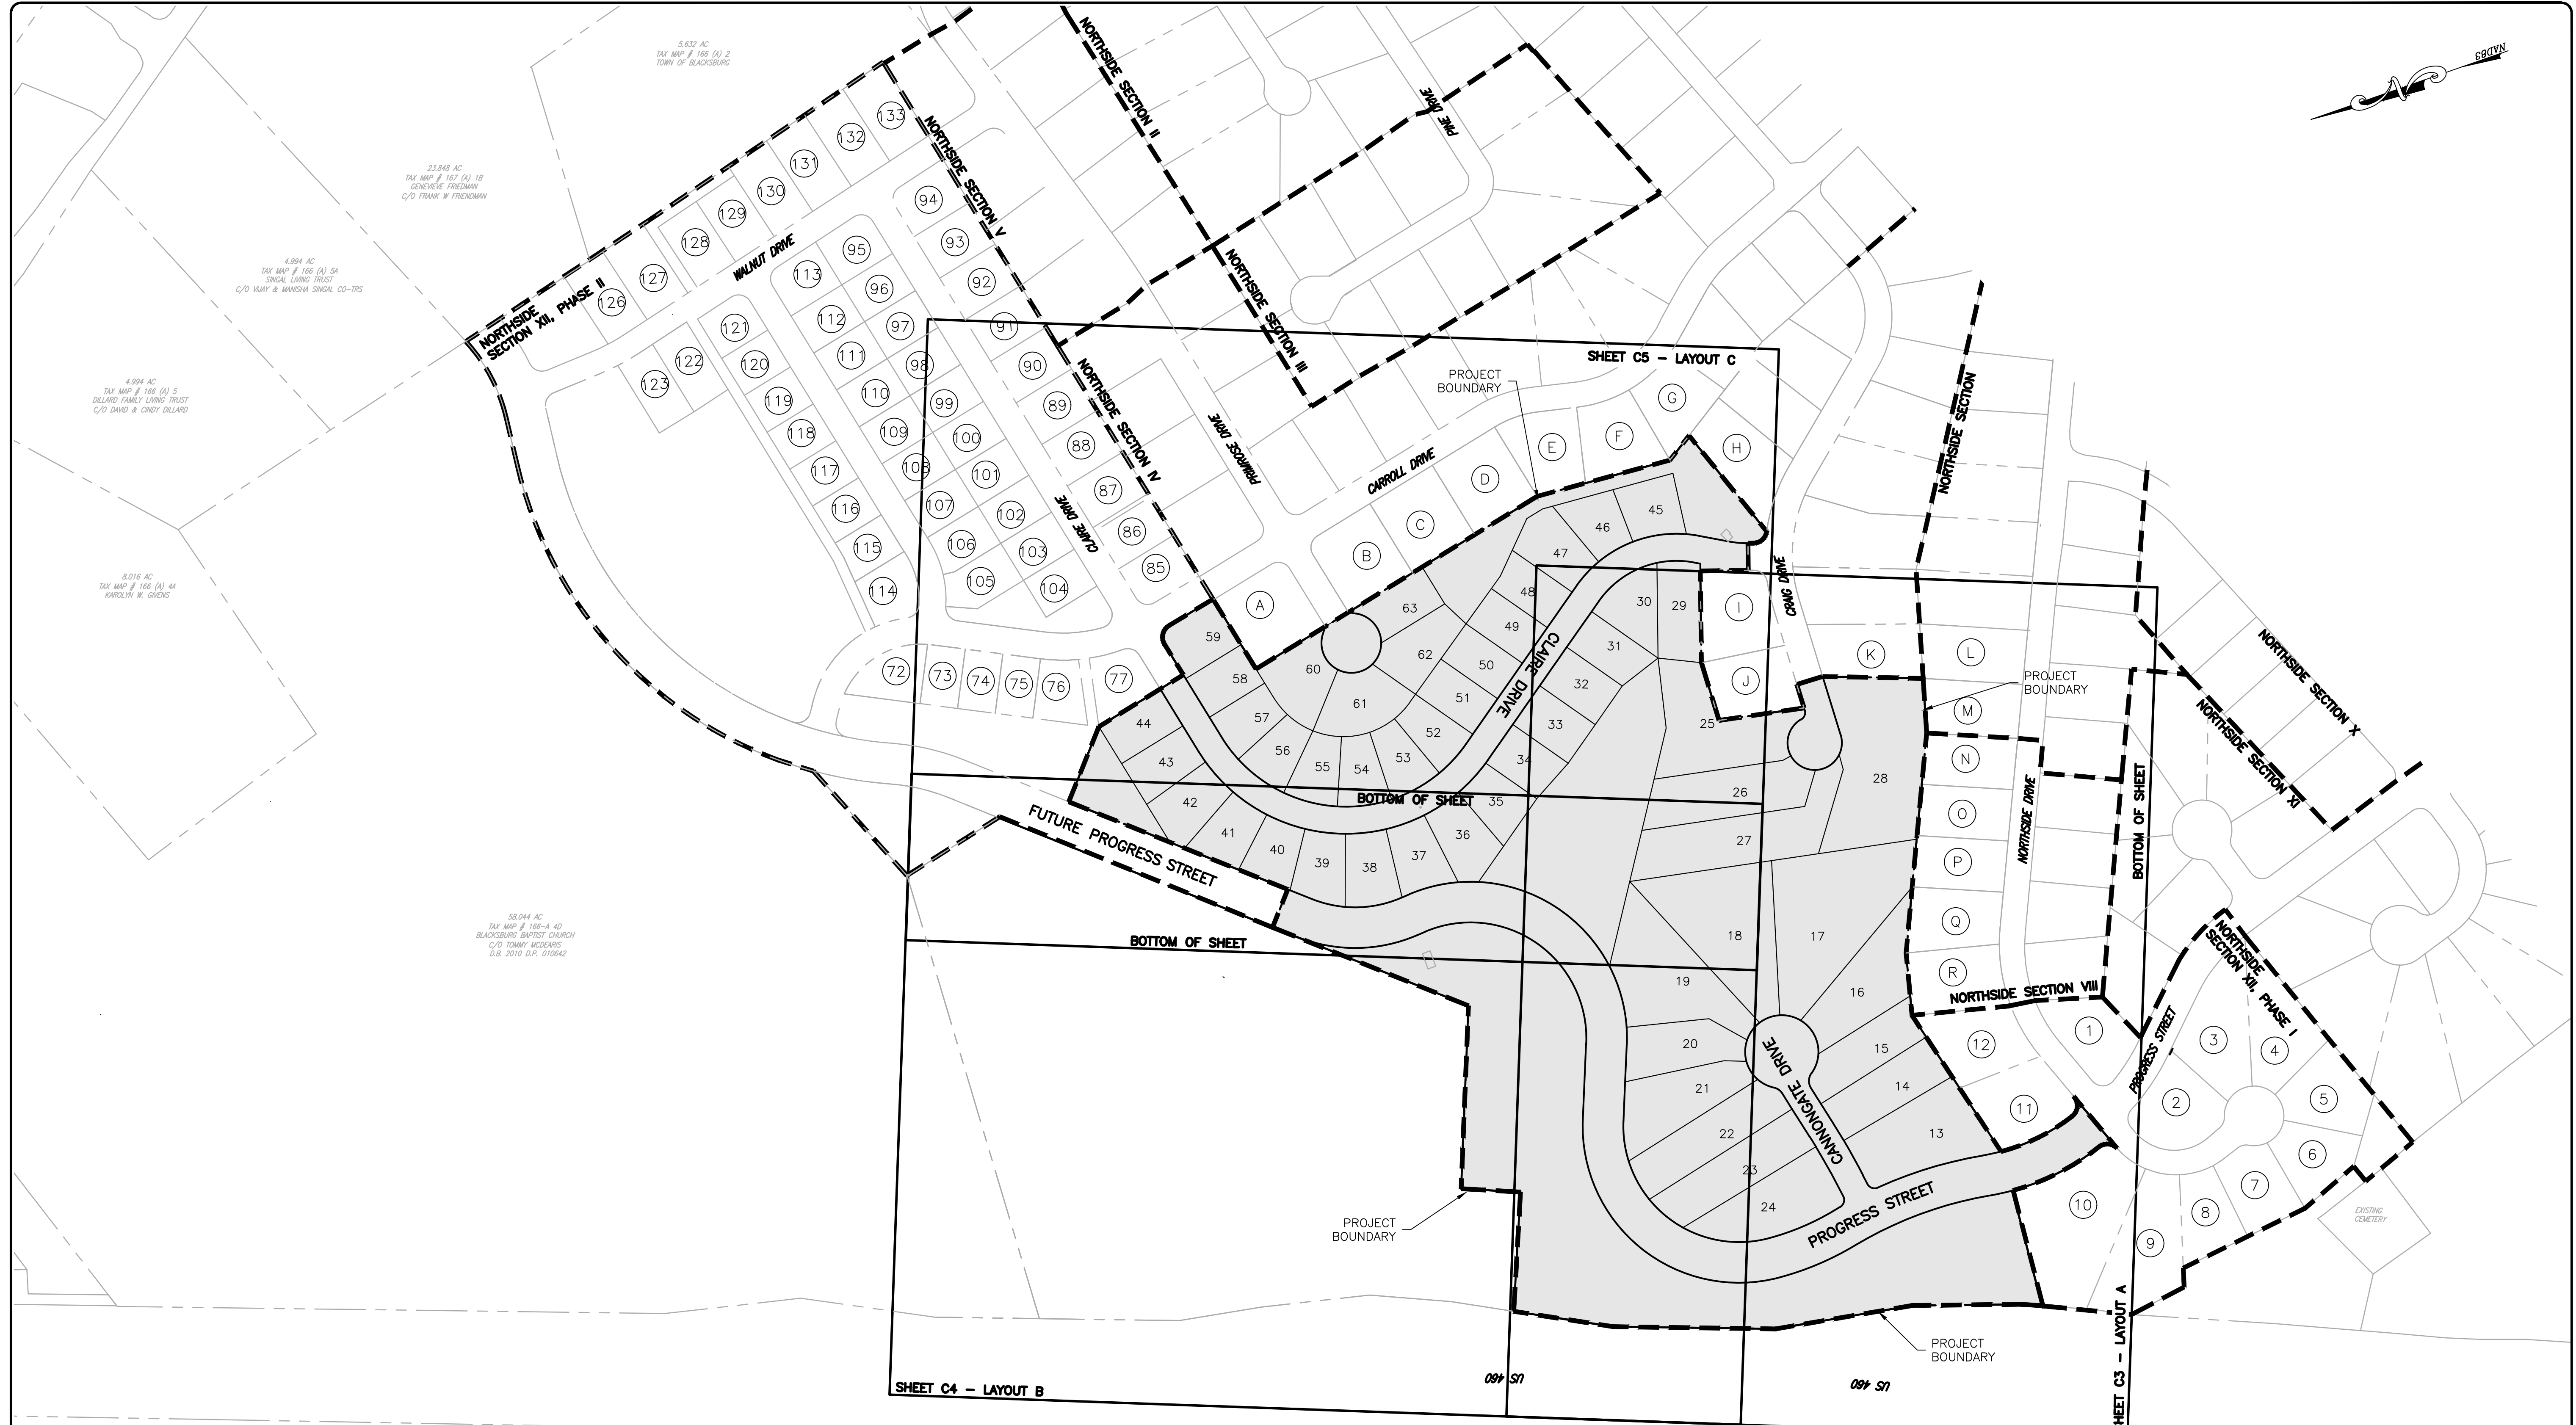 5.632 AC
TAX MAP # 166 (A) 2
TOWN OF BLACKSBURG
NAD83
N
NORTHSIDE SECTION II
PINE DRIVE
133
132
131
130
129
128
127
126
NORTHSIDE SECTION V
23.848 AC
TAX MAP # 167 (A) 1B
GENEVIEVE FRIEDMAN
C/O FRANK W FRIENDMAN
WALNUT DRIVE
4.994 AC
TAX MAP # 166 (A) 5A
SINGAL LIVING TRUST
C/O VIJAY & MANISHA SINGAL CO-TRS
NORTHSIDE
SECTION XII, PHASE II
94
93
92
91
90
89
88
87
86
85
95
96
97
98
99
100
101
102
103
104
113
112
111
110
109
108
107
106
105
121
120
119
118
117
116
115
114
122
123
NORTHSIDE SECTION III
SHEET C5 - LAYOUT C
PROJECT
BOUNDARY
4.994 AC
TAX MAP # 166 (A) 5
DILLARD FAMILY LIVING TRUST
C/O DAVID & CINDY DILLARD
NORTHSIDE SECTION IV
PRIMROSE DRIVE
CLAIRE DRIVE
CARROLL DRIVE
NORTHSIDE SECTION
A
B
C
D
E
F
G
H
I
J
K
L
M
N
O
P
Q
R
8.016 AC
TAX MAP # 166 (A) 4A
KAROLYN W. GIVENS
CRAIG DRIVE
72
73
74
75
76
77
45
46
47
48
49
50
51
52
53
54
55
56
57
58
59
60
61
62
63
44
43
42
41
40
39
38
37
36
35
34
33
32
31
30
29
CLAIRE DRIVE
25
26
27
28
PROJECT
BOUNDARY
NORTHSIDE SECTION X
NORTHSIDE SECTION XI
BOTTOM OF SHEET
BOTTOM OF SHEET
NORTHSIDE DRIVE
FUTURE PROGRESS STREET
BOTTOM OF SHEET
58.044 AC
TAX MAP # 166-A 4D
BLACKSBURG BAPTIST CHURCH
C/O TOMMY MCDEARIS
D.B. 2010 D.P. 010642
18
17
19
16
20
15
21
14
22
13
23
24
CANNONGATE DRIVE
PROGRESS STREET
NORTHSIDE SECTION VIII
NORTHSIDE
SECTION XII, PHASE I
PROGRESS STREET
1
2
3
4
5
6
7
8
9
10
11
12
EXISTING
CEMETERY
PROJECT
BOUNDARY
PROJECT
BOUNDARY
US 460
US 460
SHEET C4 - LAYOUT B
SHEET C3 - LAYOUT A